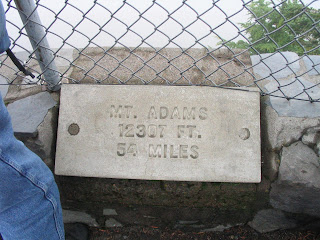 MT. ADAMS
12307 FT.
54 MILES